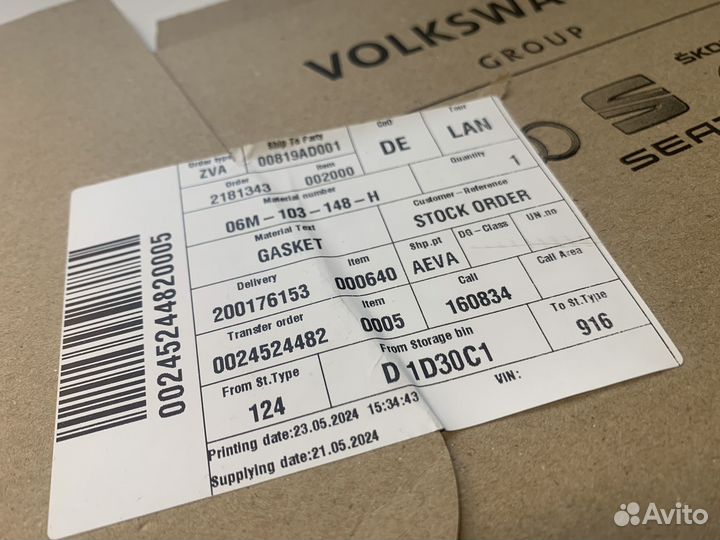 VOLKSWA
GROUP
ŠKO
SEA
Order type
ZVA
Ship To Party
00819AD001
DE
Tour
LAN
Order
2181343
Item
002000
Quantity
1
Material number
06M-103-148-H
Customer-Reference
STOCK ORDER
Material Text
GASKET
Shp.pt
AEVA
DG-Class
UN.no
Delivery
200176153
Item
000640
Call
160834
Call Area
Transfer order
0024524482
Item
0005
From Storage bin
D1D30C1
To St.Type
916
From St.Type
124
VIN:
Printing date:23.05.2024 15:34:43
Supplying date:21.05.2024
00245244820005
Avito